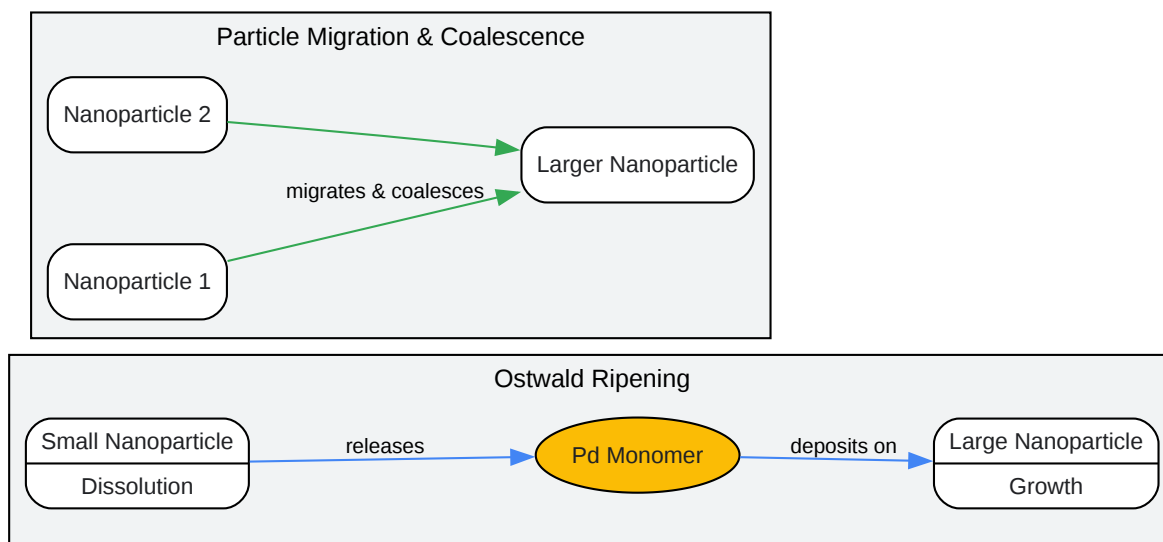 Particle Migration & Coalescence
Nanoparticle 2
Larger Nanoparticle
migrates & coalesces
Nanoparticle 1
Ostwald Ripening
Small Nanoparticle
Dissolution
releases
Pd Monomer
deposits on
Large Nanoparticle
Growth